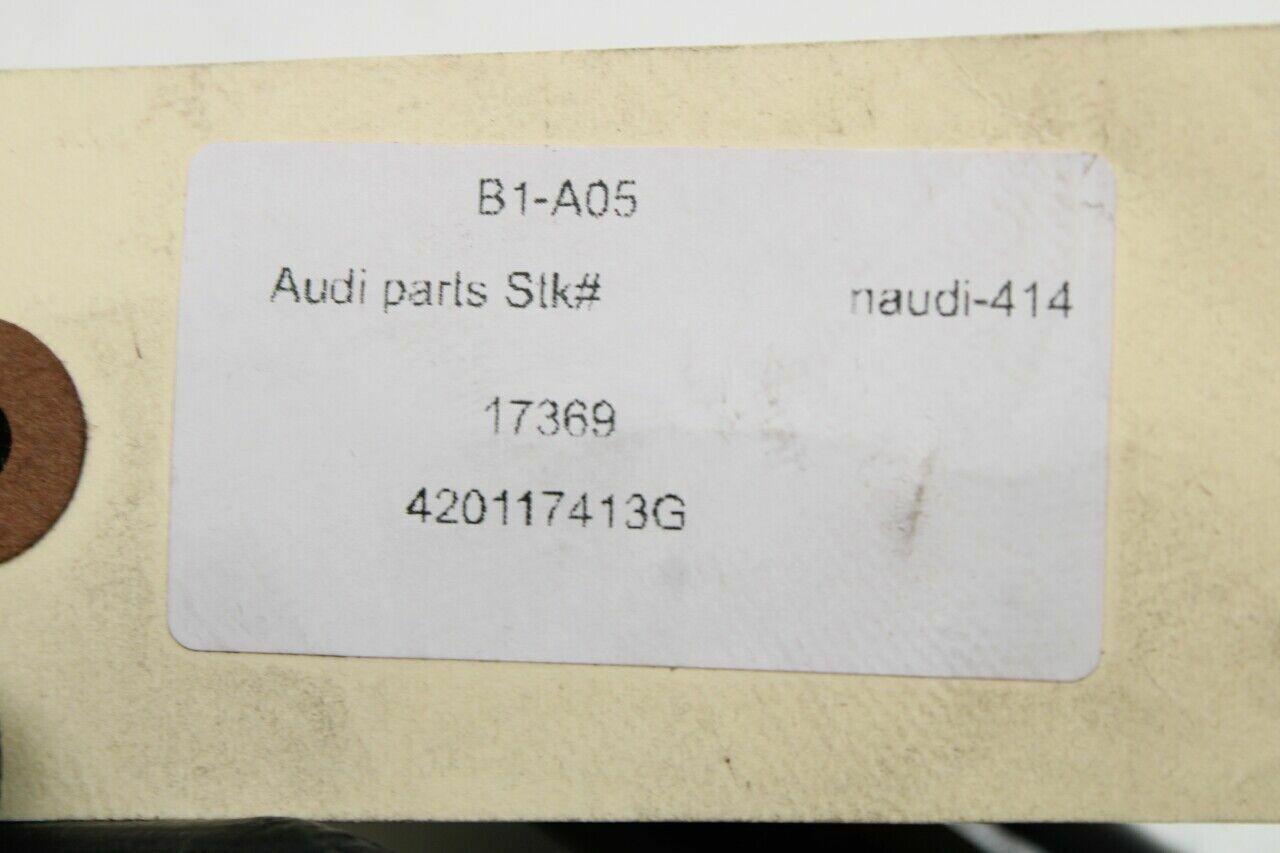 B1-A05
Audi parts Stk# naudi-414
17369
420117413G